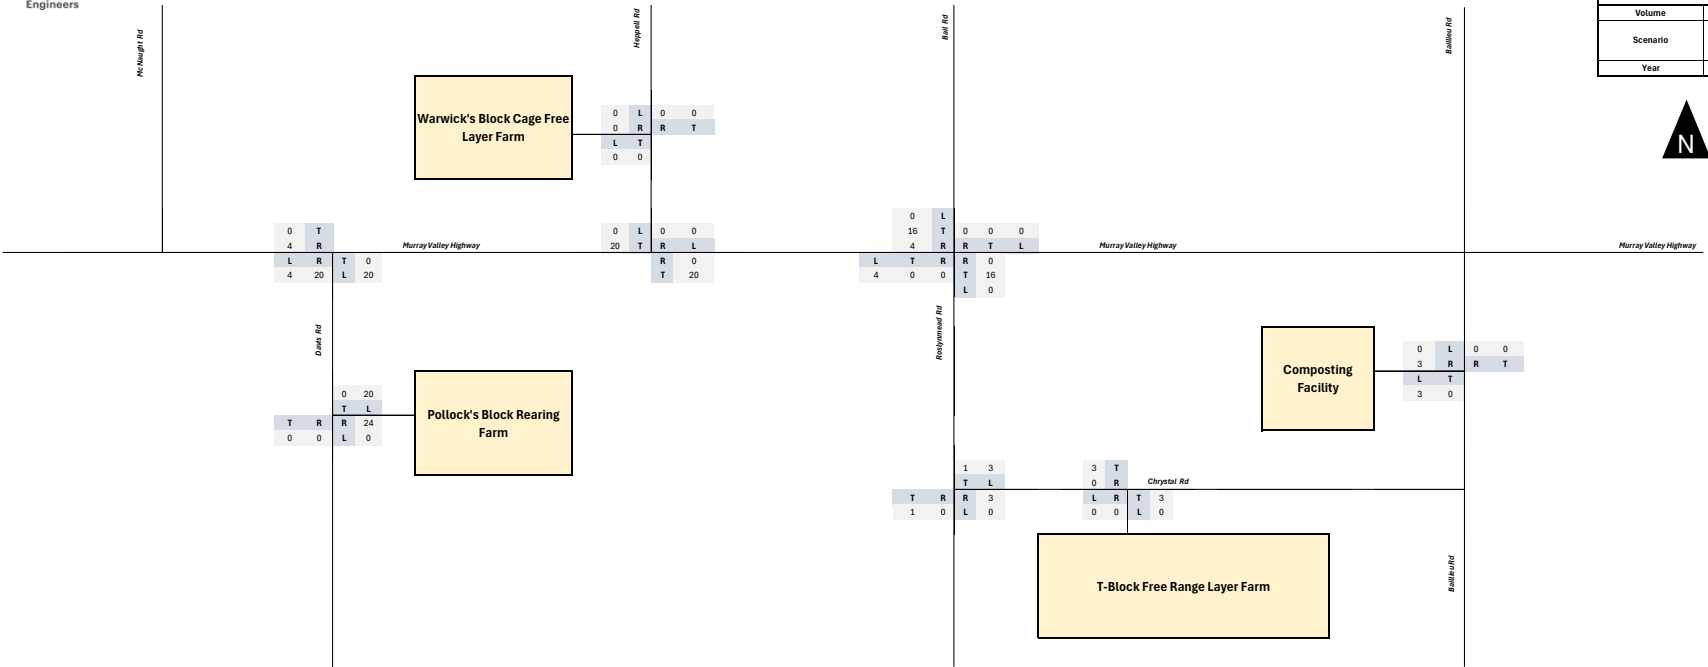 Engineers
McNaught Rd
Heppell Rd
Ball Rd
Baillieu Rd
Volume
Scenario
Year
N
Warwick's Block Cage Free
Layer Farm
0 L 0 0
0 R R T
L T
0 0
0 T
4 R
L R T 0
4 20 L 20
Murray Valley Highway
0 L 0 0
20 T R L
R 0
T 20
0 L
16 T 0 0 0
4 R R T L
L T R R 0
4 0 0 T 16
L 0
Murray Valley Highway
Murray Valley Highway
Davis Rd
Roslynmead Rd
Composting
Facility
0 L 0 0
3 R R T
L T
3 0
0 20
T L
T R R 24
0 0 L 0
Pollock's Block Rearing
Farm
1 3
T L
T R R 3
1 0 L 0
3 T
0 R
L R T 3
0 0 L 0
Chrystal Rd
T-Block Free Range Layer Farm
Baillieu Rd